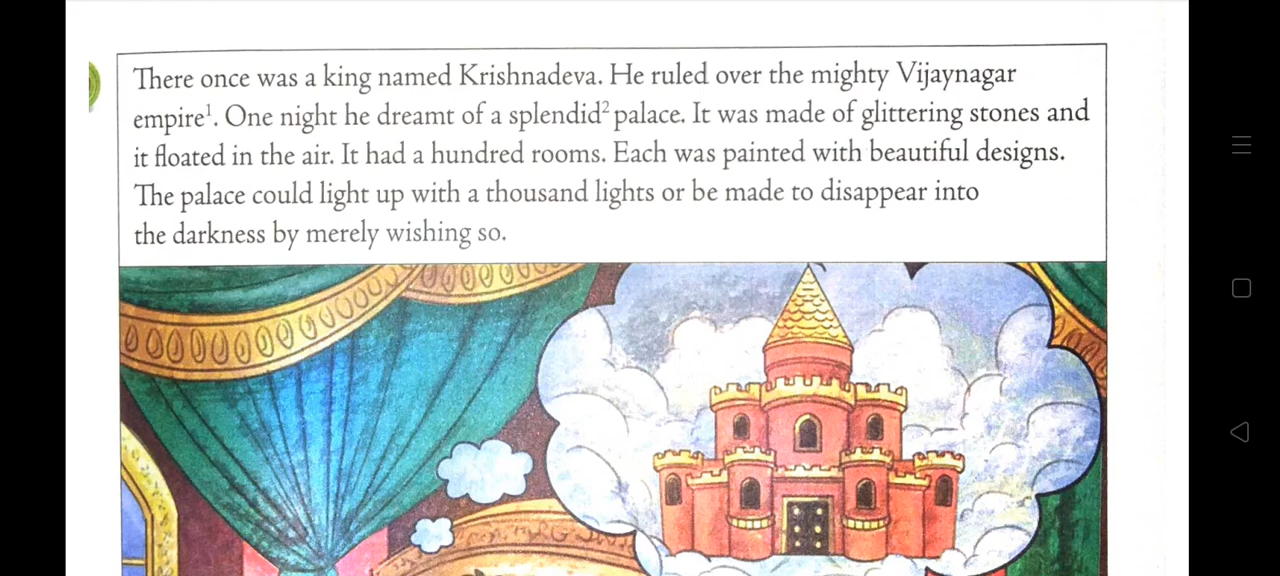 There once was a king named Krishnadeva. He ruled over the mighty Vijaynagar
empire¹. One night he dreamt of a splendid² palace. It was made of glittering stones and
it floated in the air. It had a hundred rooms. Each was painted with beautiful designs.
The palace could light up with a thousand lights or be made to disappear into
the darkness by merely wishing so.